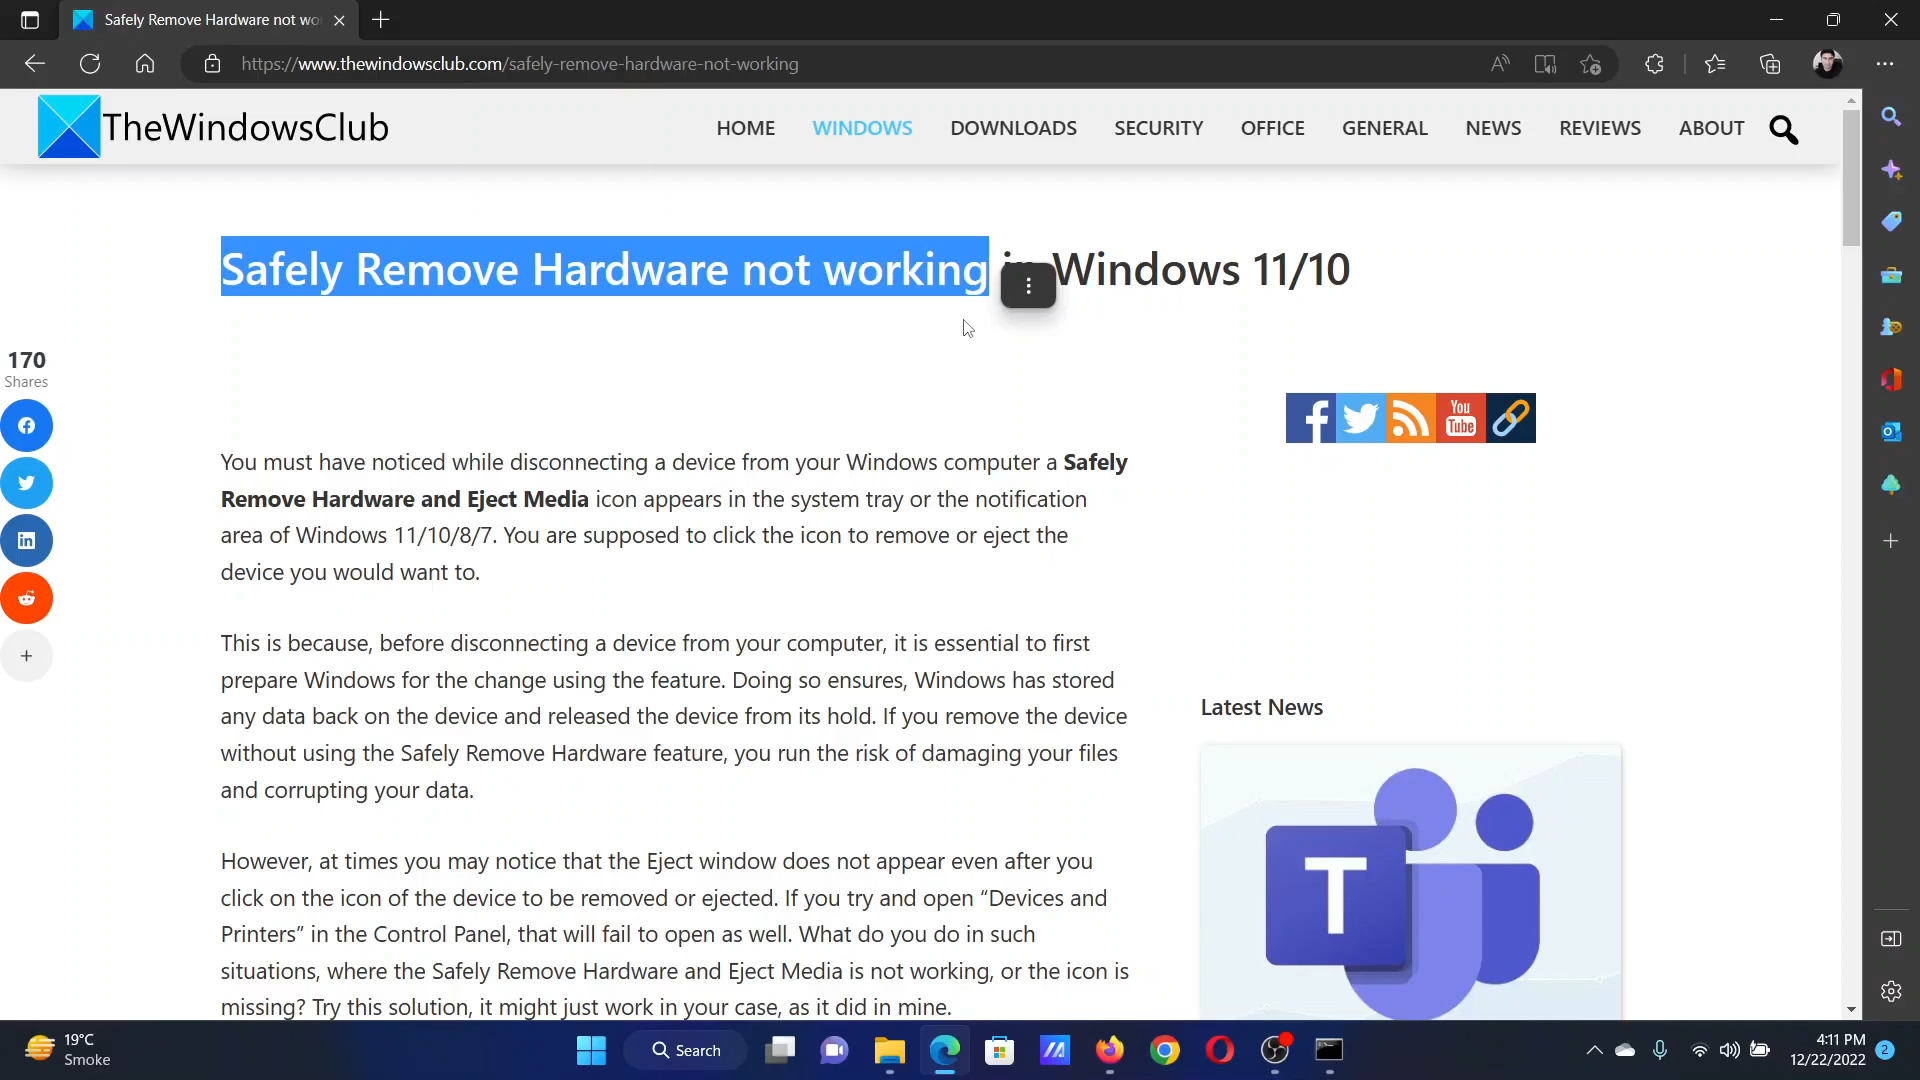 Safely Remove Hardware not wo
https://www.thewindowsclub.com/safely-remove-hardware-not-working
TheWindowsClub
HOME
WINDOWS
DOWNLOADS
SECURITY
OFFICE
GENERAL
NEWS
REVIEWS
ABOUT
Safely Remove Hardware not working in Windows 11/10
170
Shares
You
Tube
You must have noticed while disconnecting a device from your Windows computer a Safely
Remove Hardware and Eject Media icon appears in the system tray or the notification
area of Windows 11/10/8/7. You are supposed to click the icon to remove or eject the
device you would want to.
This is because, before disconnecting a device from your computer, it is essential to first
prepare Windows for the change using the feature. Doing so ensures, Windows has stored
any data back on the device and released the device from its hold. If you remove the device
without using the Safely Remove Hardware feature, you run the risk of damaging your files
and corrupting your data.
Latest News
T
However, at times you may notice that the Eject window does not appear even after you
click on the icon of the device to be removed or ejected. If you try and open “Devices and
Printers” in the Control Panel, that will fail to open as well. What do you do in such
situations, where the Safely Remove Hardware and Eject Media is not working, or the icon is
missing? Try this solution, it might just work in your case, as it did in mine.
19°C
Smoke
Search
4:11 PM
12/22/2022
2